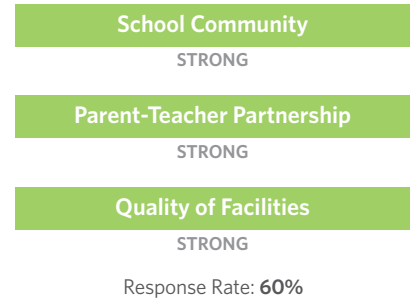 School Community
STRONG
Parent-Teacher Partnership
STRONG
Quality of Facilities
STRONG
Response Rate: 60%